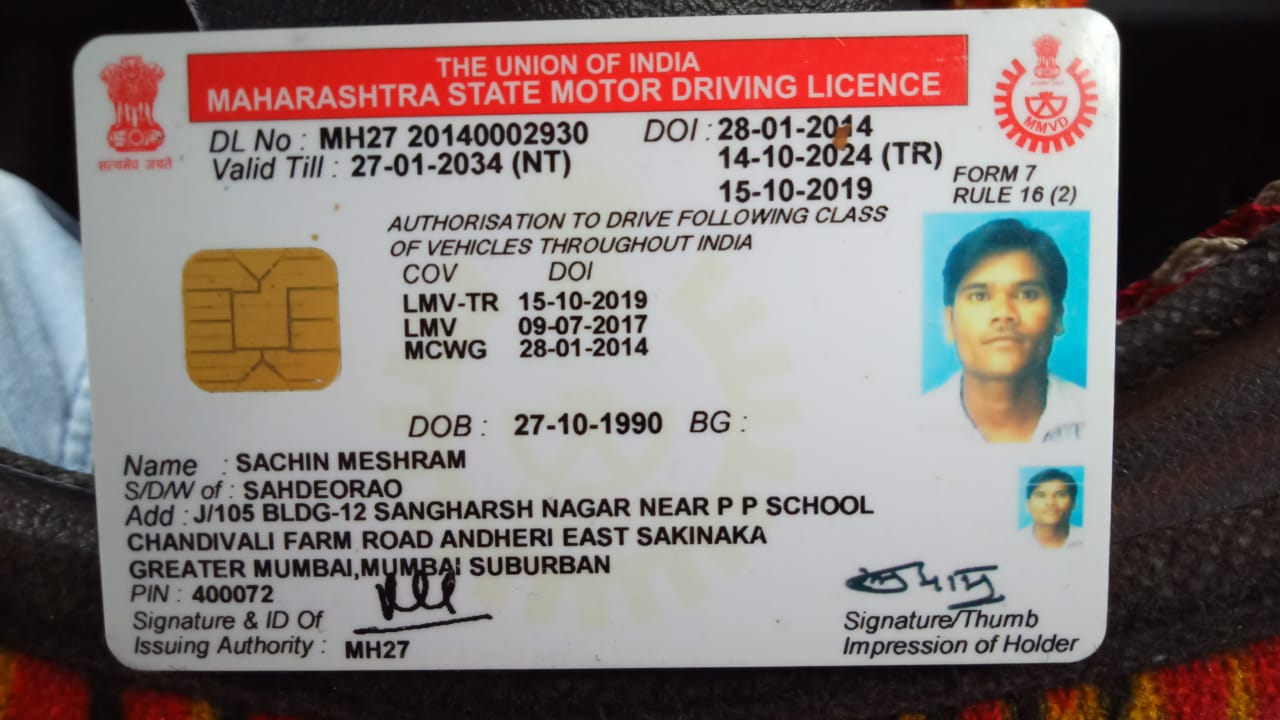 THE UNION OF INDIA
MAHARASHTRA STATE MOTOR DRIVING LICENCE
सत्यमेव जयते
MMVD
DL No : MH27 20140002930 DOI : 28-01-2014
Valid Till : 27-01-2034 (NT) 14-10-2024 (TR)
15-10-2019
FORM 7
RULE 16 (2)
AUTHORISATION TO DRIVE FOLLOWING CLASS
OF VEHICLES THROUGHOUT INDIA
COV DOI
LMV-TR 15-10-2019
LMV 09-07-2017
MCWG 28-01-2014
DOB : 27-10-1990 BG :
Name : SACHIN MESHRAM
S/D/W of : SAHDEORAO
Add : J/105 BLDG-12 SANGHARSH NAGAR NEAR P P SCHOOL
CHANDIVALI FARM ROAD ANDHERI EAST SAKINAKA
GREATER MUMBAI,MUMBAI SUBURBAN
PIN : 400072
Signature & ID Of
Issuing Authority : MH27
Signature/Thumb
Impression of Holder